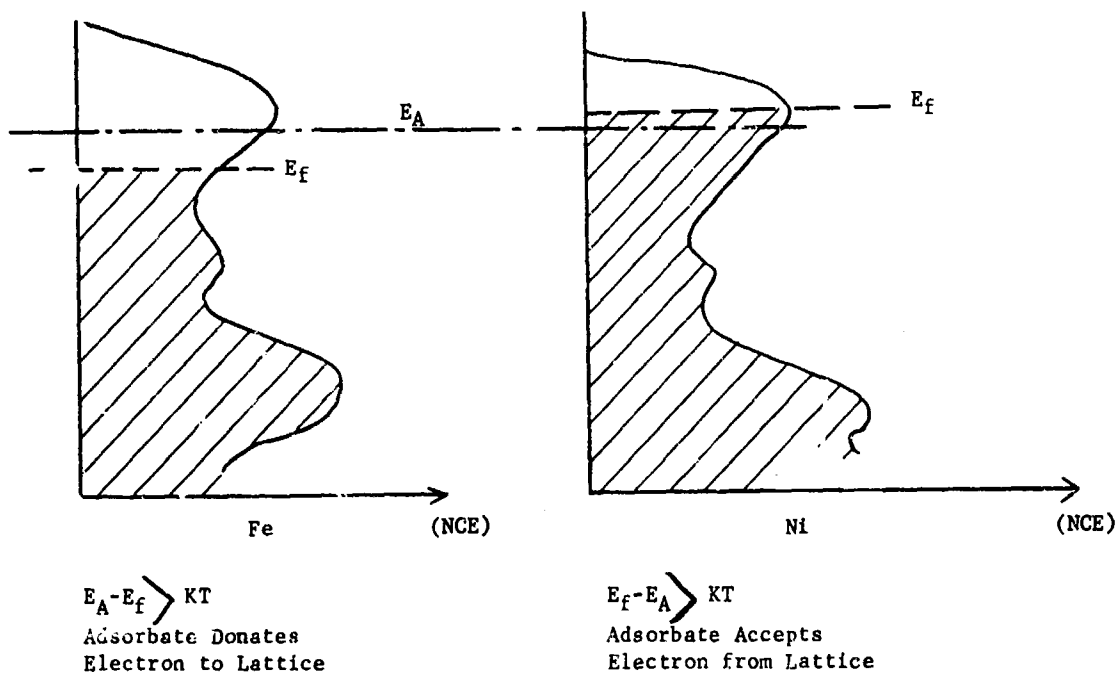 E_A
E_f
E_f
Fe
(NCE)
Ni
(NCE)
E_A-E_f > KT
Adsorbate Donates
Electron to Lattice
E_f-E_A > KT
Adsorbate Accepts
Electron from Lattice